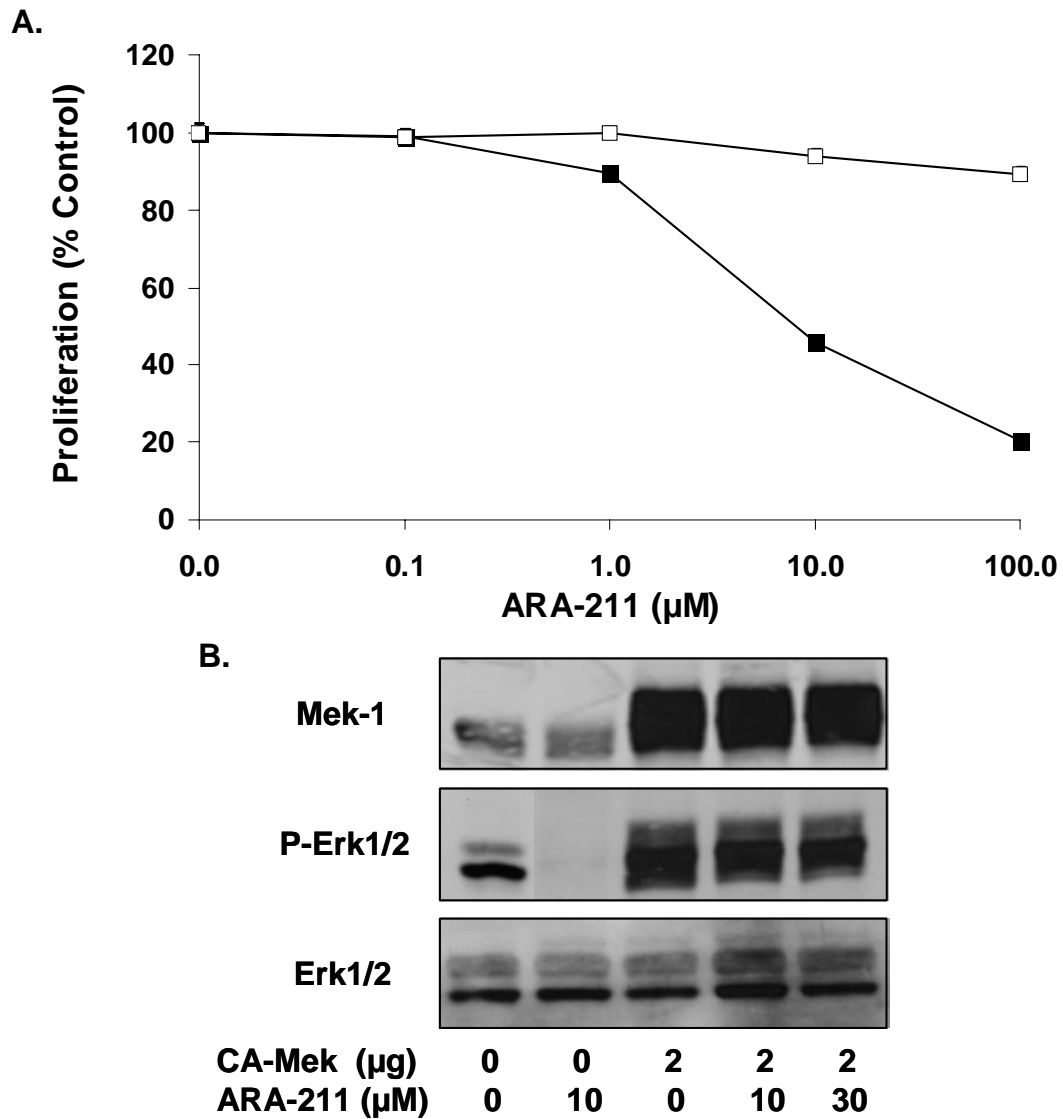 A.
Proliferation (% Control)
120
100
80
60
40
20
0
0.0 0.1 1.0 10.0 100.0
ARA-211 (µM)
B.
Mek-1
P-Erk1/2
Erk1/2
CA-Mek (µg) 0 0 2 2 2
ARA-211 (µM) 0 10 0 10 30